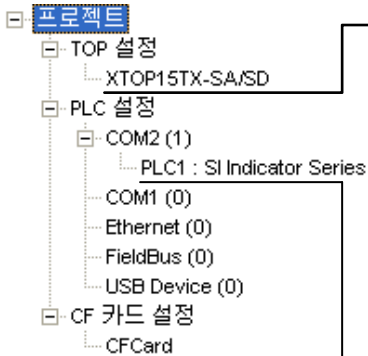 프로젝트
TOP 설정
XTOP15TX-SA/SD
PLC 설정
COM2 (1)
PLC1 : SI Indicator Series
COM1 (0)
Ethernet (0)
FieldBus (0)
USB Device (0)
CF 카드 설정
CFCard